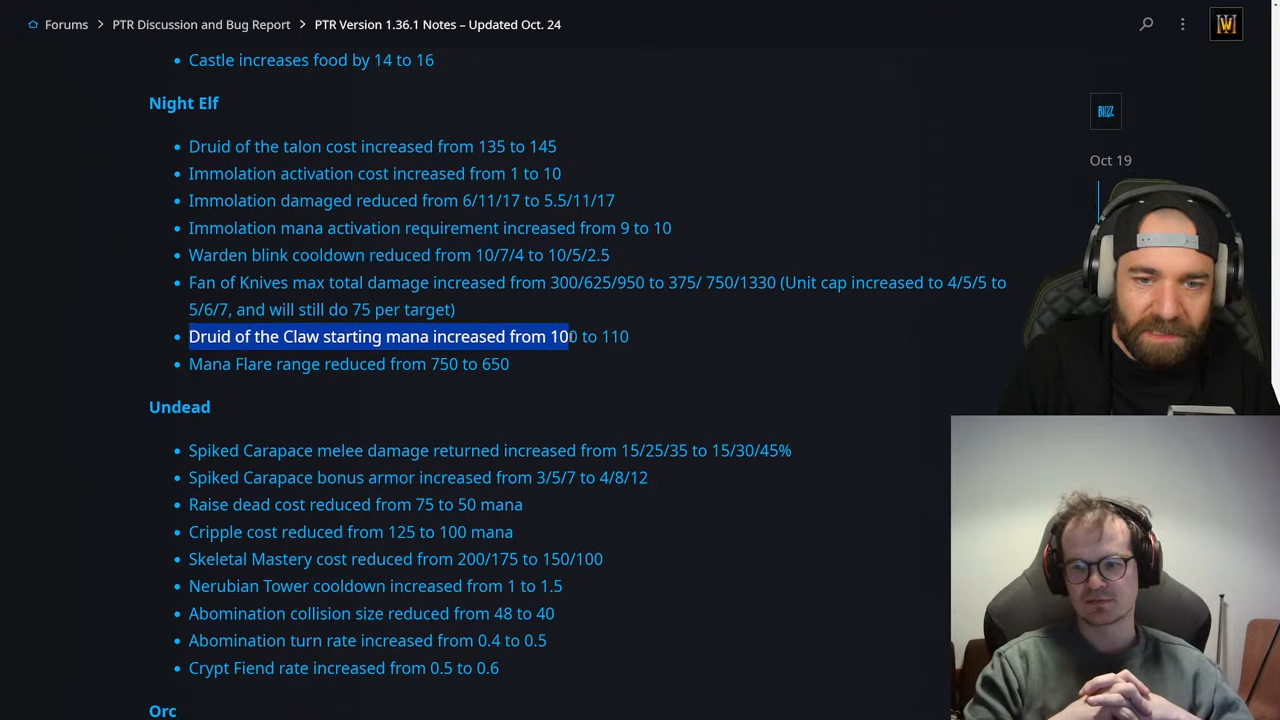 Forums > PTR Discussion and Bug Report > PTR Version 1.36.1 Notes – Updated Oct. 24
• Castle increases food by 14 to 16
Night Elf
BLIZZ
• Druid of the talon cost increased from 135 to 145
Oct 19
• Immolation activation cost increased from 1 to 10
• Immolation damaged reduced from 6/11/17 to 5.5/11/17
• Immolation mana activation requirement increased from 9 to 10
• Warden blink cooldown reduced from 10/7/4 to 10/5/2.5
• Fan of Knives max total damage increased from 300/625/950 to 375/ 750/1330 (Unit cap increased to 4/5/5 to
5/6/7, and will still do 75 per target)
• Druid of the Claw starting mana increased from 100 to 110
• Mana Flare range reduced from 750 to 650
Undead
• Spiked Carapace melee damage returned increased from 15/25/35 to 15/30/45%
• Spiked Carapace bonus armor increased from 3/5/7 to 4/8/12
• Raise dead cost reduced from 75 to 50 mana
• Cripple cost reduced from 125 to 100 mana
• Skeletal Mastery cost reduced from 200/175 to 150/100
• Nerubian Tower cooldown increased from 1 to 1.5
• Abomination collision size reduced from 48 to 40
• Abomination turn rate increased from 0.4 to 0.5
• Crypt Fiend rate increased from 0.5 to 0.6
Orc